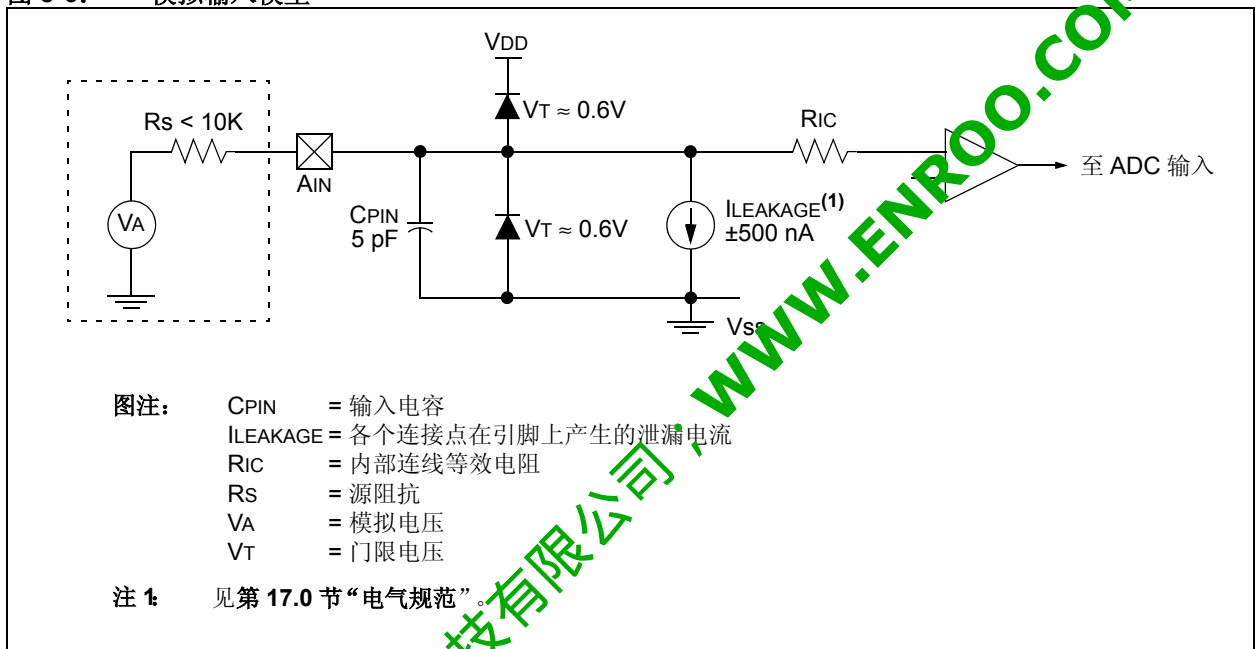 VDD
VT ≈ 0.6V
Rs < 10K
RIC
AIN
至 ADC 输入
VA
CPIN
5 pF
VT ≈ 0.6V
ILEAKAGE(1)
±500 nA
Vss
图注:
CPIN = 输入电容
ILEAKAGE = 各个连接点在引脚上产生的泄漏电流
RIC = 内部连线等效电阻
RS = 源阻抗
VA = 模拟电压
VT = 门限电压
注 1: 见第 17.0 节“电气规范”。
技有限公司, WWW.ENROO.COM